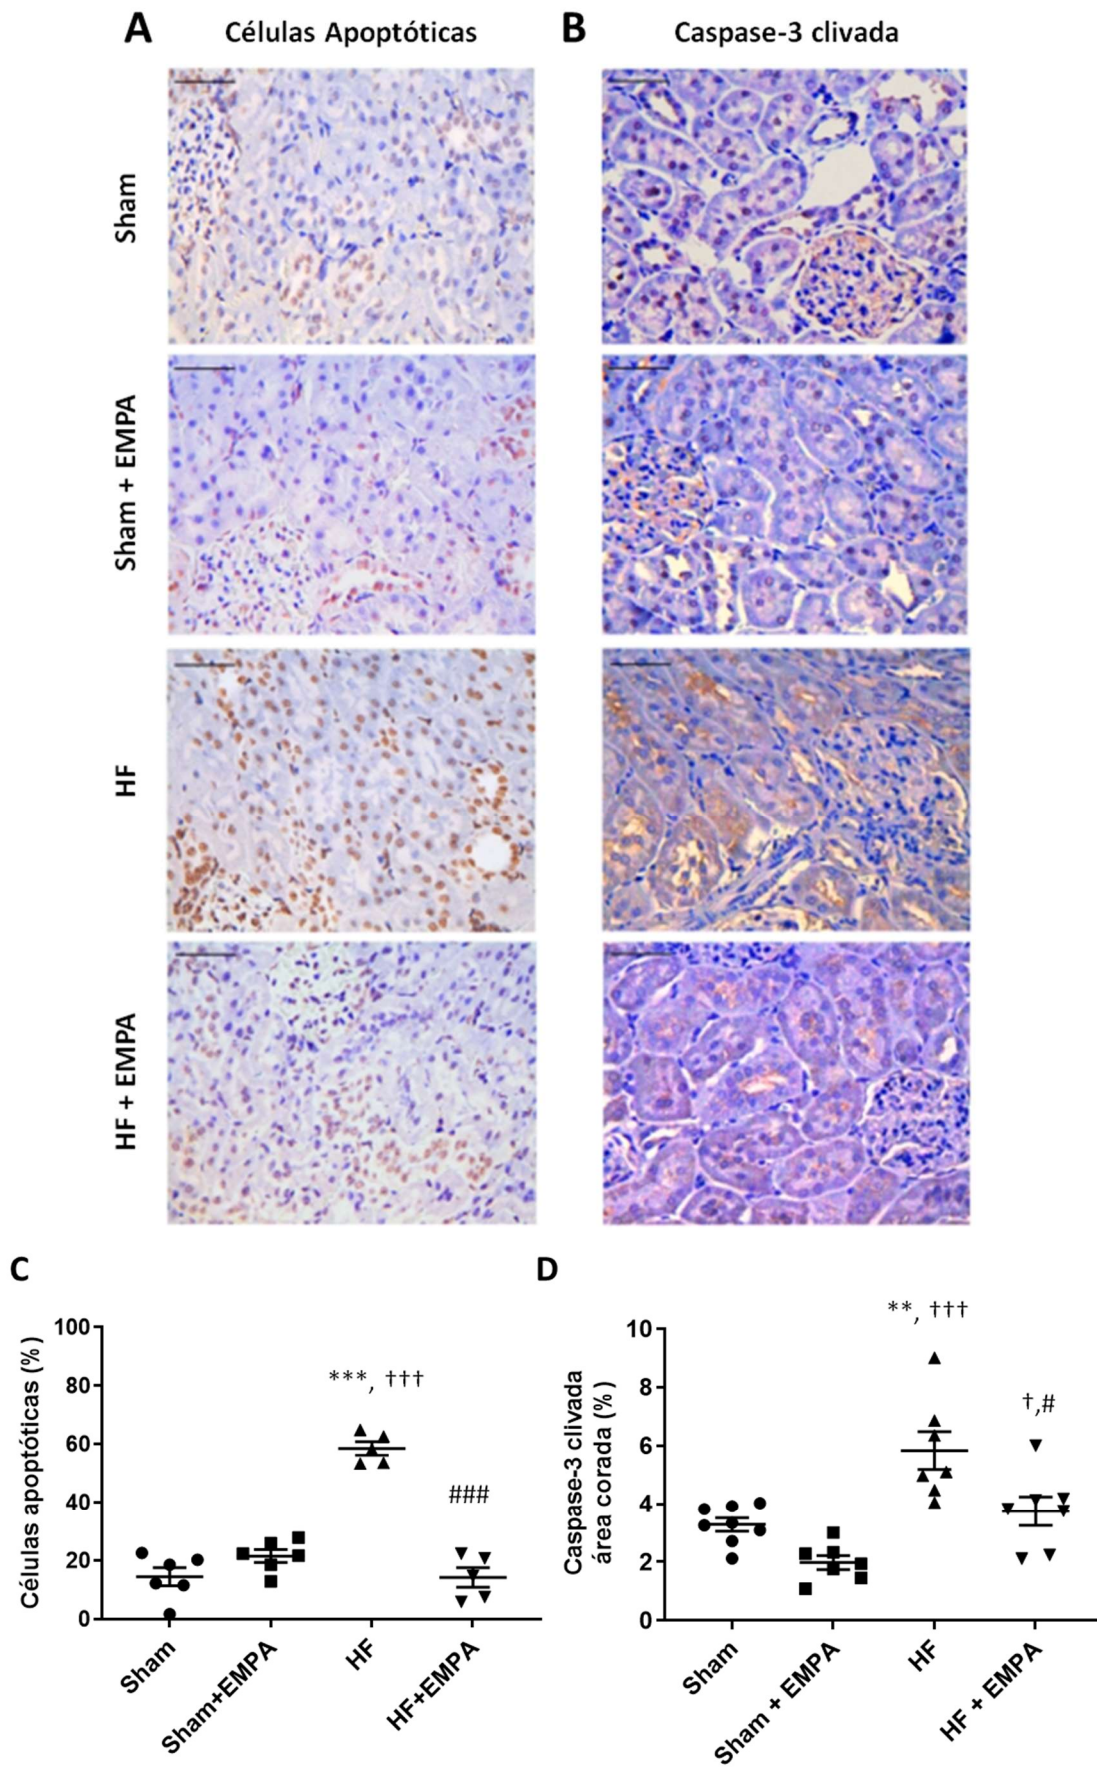 A Células Apoptóticas B Caspase-3 clivada
Sham
Sham + EMPA
HF
HF + EMPA
C
Células apoptóticas (%)
100
80
60
40
20
0
***, †††
###
Sham
Sham+EMPA
HF
HF+EMPA
D
Caspase-3 clivada
área corada (%)
10
8
6
4
2
0
**, †††
†,#
Sham
Sham + EMPA
HF
HF + EMPA